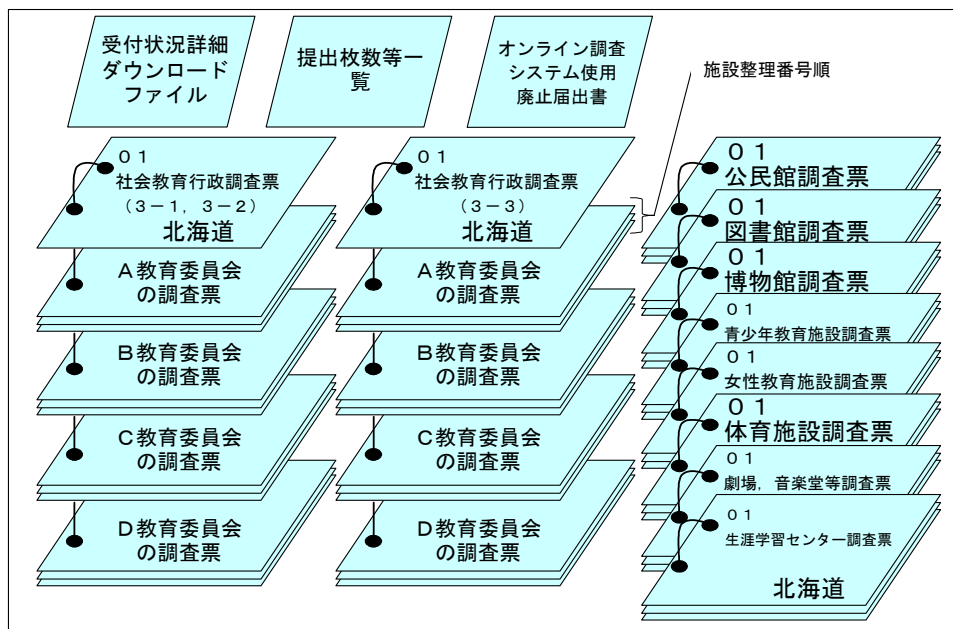 受付状況詳細
ダウンロード
ファイル
提出枚数等一
覧
オンライン調査
システム使用
廃止届出書
施設整理番号順
０１
社会教育行政調査票
（３－１，３－２）
北海道
Ａ教育委員会
の調査票
Ｂ教育委員会
の調査票
Ｃ教育委員会
の調査票
Ｄ教育委員会
の調査票
０１
社会教育行政調査票
（３－３）
北海道
Ａ教育委員会
の調査票
Ｂ教育委員会
の調査票
Ｃ教育委員会
の調査票
Ｄ教育委員会
の調査票
０１
公民館調査票
０１
図書館調査票
０１
博物館調査票
０１
青少年教育施設調査票
０１
女性教育施設調査票
０１
体育施設調査票
０１
劇場，音楽堂等調査票
０１
生涯学習センター調査票
北海道